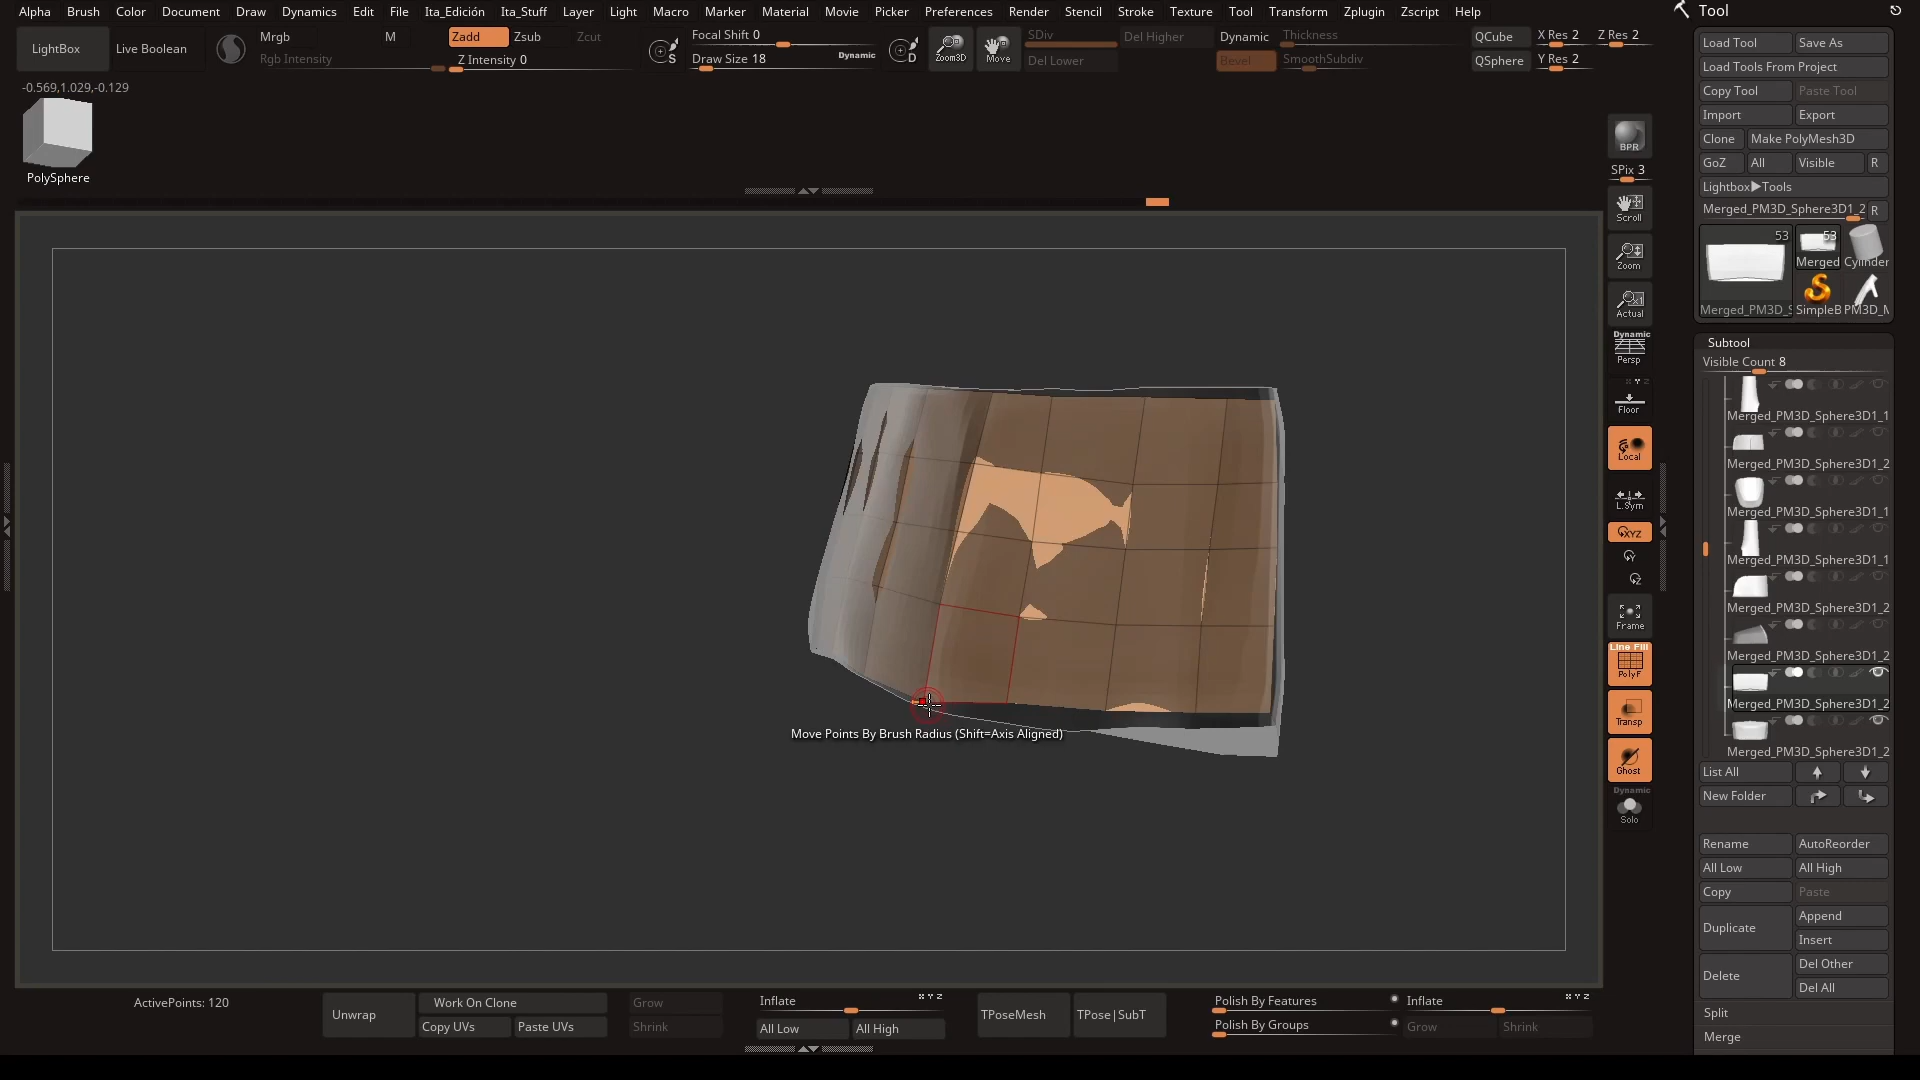 Alpha Brush Color Document Draw Dynamics Edit File Ita_Edición Ita_Stuff Layer Light Macro Marker Material Movie Picker Preferences Render Stencil Stroke Texture Tool Transform Zplugin Zscript Help
Tool
LightBox
Live Boolean
Mrgb
M
Rgb Intensity
Zadd
Zsub
Zcut
Z Intensity 0
S
Focal Shift 0
Draw Size 18
Dynamic
D
Zoom3D
Move
SDiv
Del Higher
Del Lower
Dynamic
Thickness
Bevel
SmoothSubdiv
QCube
QSphere
X Res 2
Z Res 2
Y Res 2
-0.569,1.029,-0.129
PolySphere
Move Points By Brush Radius (Shift=Axis Aligned)
BPR
SPix 3
Scroll
Zoom
Actual
Dynamic
Persp
Floor
Local
L.Sym
XYZ
Frame
Line Fill
PolyF
Transp
Ghost
Dynamic
Solo
Load Tool
Save As
Load Tools From Project
Copy Tool
Paste Tool
Import
Export
Clone
Make PolyMesh3D
GoZ
All
Visible
R
Lightbox▶Tools
Merged_PM3D_Sphere3D1_2
R
53
53
Merged
Cylinder
Merged_PM3D_S
SimpleB
PM3D_M
Subtool
Visible Count 8
Merged_PM3D_Sphere3D1_1
Merged_PM3D_Sphere3D1_2
Merged_PM3D_Sphere3D1_1
Merged_PM3D_Sphere3D1_1
Merged_PM3D_Sphere3D1_2
Merged_PM3D_Sphere3D1_2
Merged_PM3D_Sphere3D1_2
Merged_PM3D_Sphere3D1_2
List All
New Folder
Rename
AutoReorder
All Low
All High
Copy
Paste
Duplicate
Append
Insert
Delete
Del Other
Del All
Split
Merge
ActivePoints: 120
Unwrap
Work On Clone
Copy UVs
Paste UVs
Grow
Shrink
Inflate
X Y Z
All Low
All High
TPoseMesh
TPose|SubT
Polish By Features
Polish By Groups
Inflate
X Y Z
Grow
Shrink